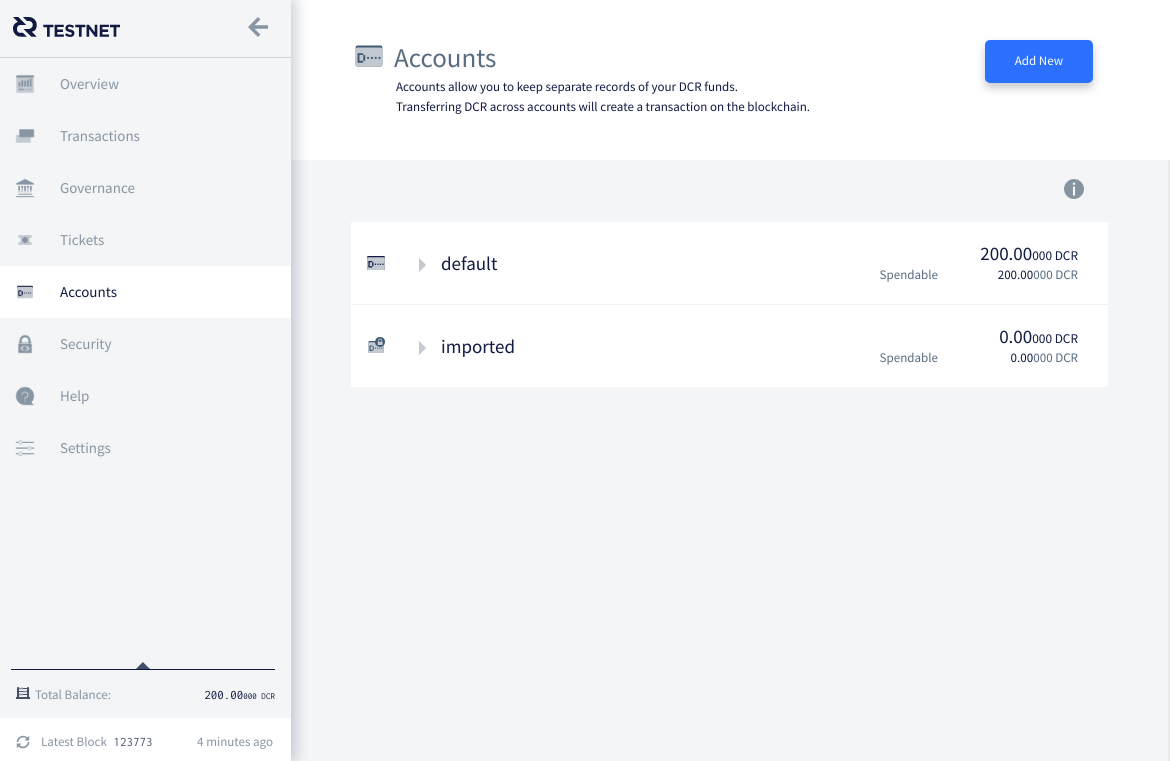 TESTNET
Overview
Transactions
Governance
Tickets
Accounts
Security
Help
Settings
Total Balance: 200.00000 DCR
Latest Block 123773 4 minutes ago
Accounts
Accounts allow you to keep separate records of your DCR funds.
Transferring DCR across accounts will create a transaction on the blockchain.
Add New
default
200.00000 DCR
Spendable 200.00000 DCR
imported
0.00000 DCR
Spendable 0.00000 DCR